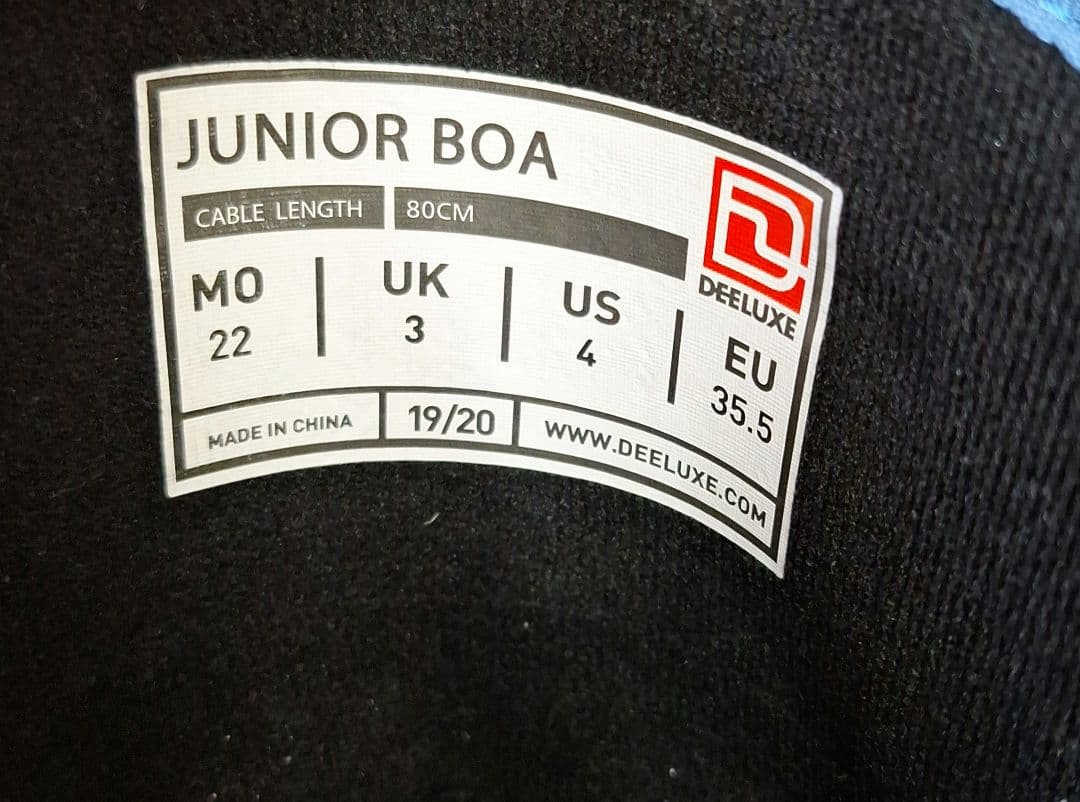 JUNIOR BOA
CABLE LENGTH 80CM
DEELUXE
MO UK US EU
22 3 4 35.5
MADE IN CHINA 19/20 WWW.DEELUXE.COM